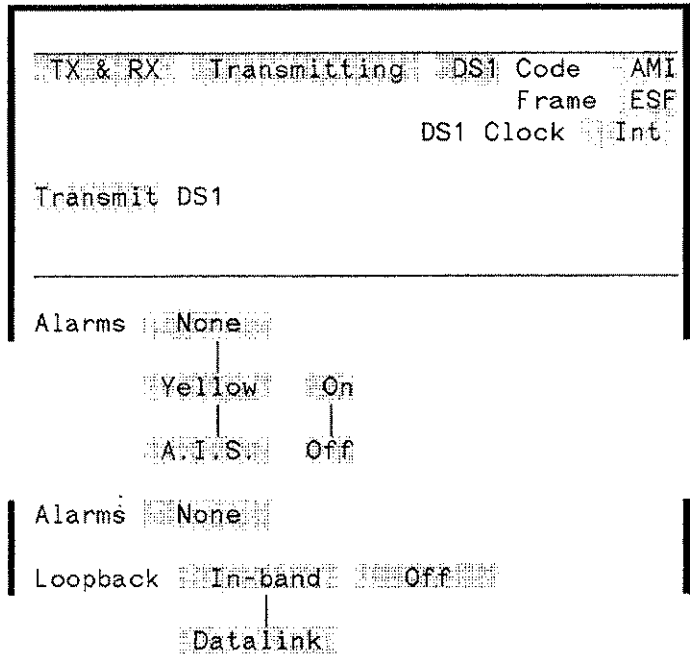 TX & RX Transmitting DS1 Code AMI
Frame ESF
DS1 Clock Int
Transmit DS1
Alarms None
Yellow On
A.I.S. Off
Alarms None
Loopback In-band Off
Datalink